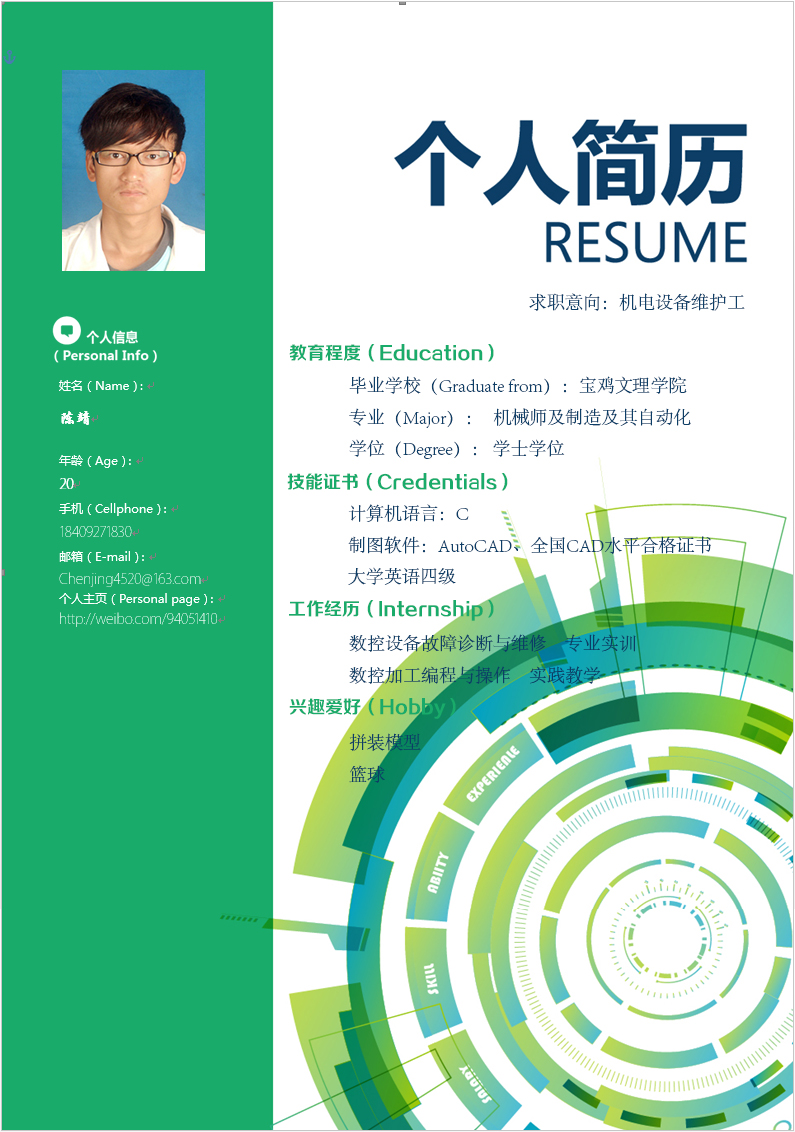 个人简历
RESUME
求职意向：机电设备维护工
个人信息
（Personal Info）
姓名（Name）：
陈婧
年龄（Age）：
20
手机（Cellphone）：
18409271830
邮箱（E-mail）：
Chenjing4520@163.com
个人主页（Personal page）：
http://weibo.com/94051410
教育程度（Education）
毕业学校（Graduate from）：宝鸡文理学院
专业（Major）： 机械师及制造及其自动化
学位（Degree）： 学士学位
技能证书（Credentials）
计算机语言：C
制图软件：AutoCAD、全国CAD水平合格证书
大学英语四级
工作经历（Internship）
数控设备故障诊断与维修 专业实训
数控加工编程与操作 实践教学
兴趣爱好（Hobby）
拼装模型
篮球
EXPERIENLE
ABIITY
SKILL
SALARY